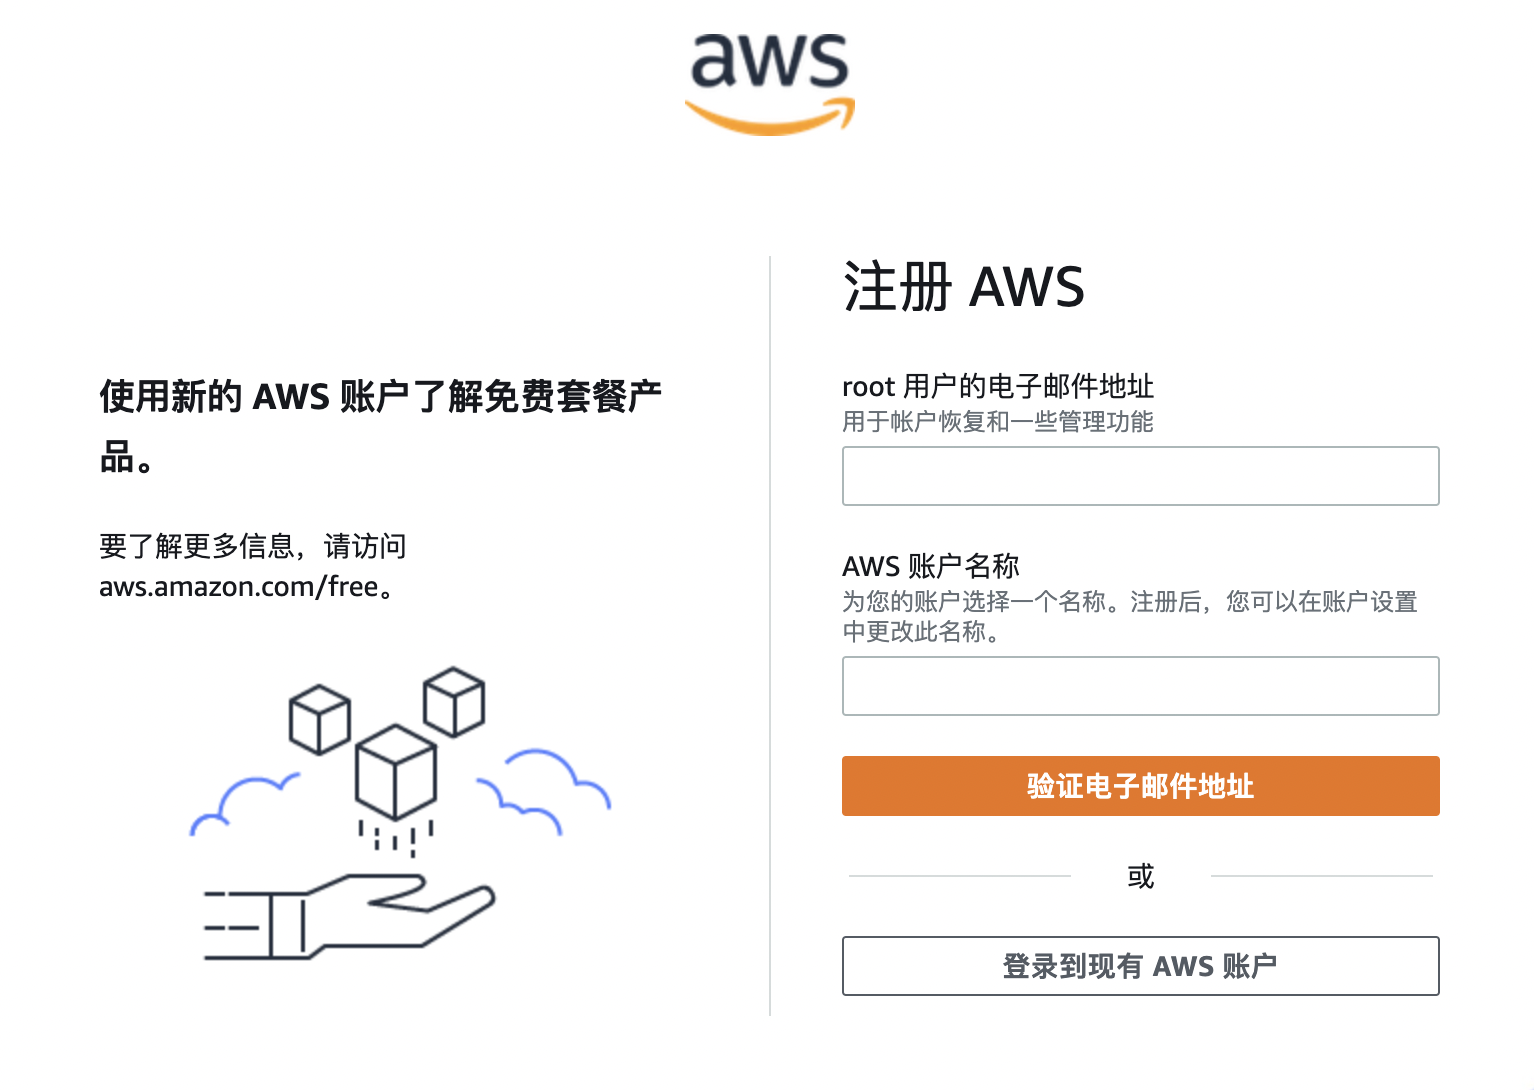 aws
使用新的 AWS 账户了解免费套餐产
品。
要了解更多信息，请访问
aws.amazon.com/free。
注册 AWS
root 用户的电子邮件地址
用于帐户恢复和一些管理功能
AWS 账户名称
为您的账户选择一个名称。注册后，您可以在账户设置
中更改此名称。
验证电子邮件地址
或
登录到现有 AWS 账户